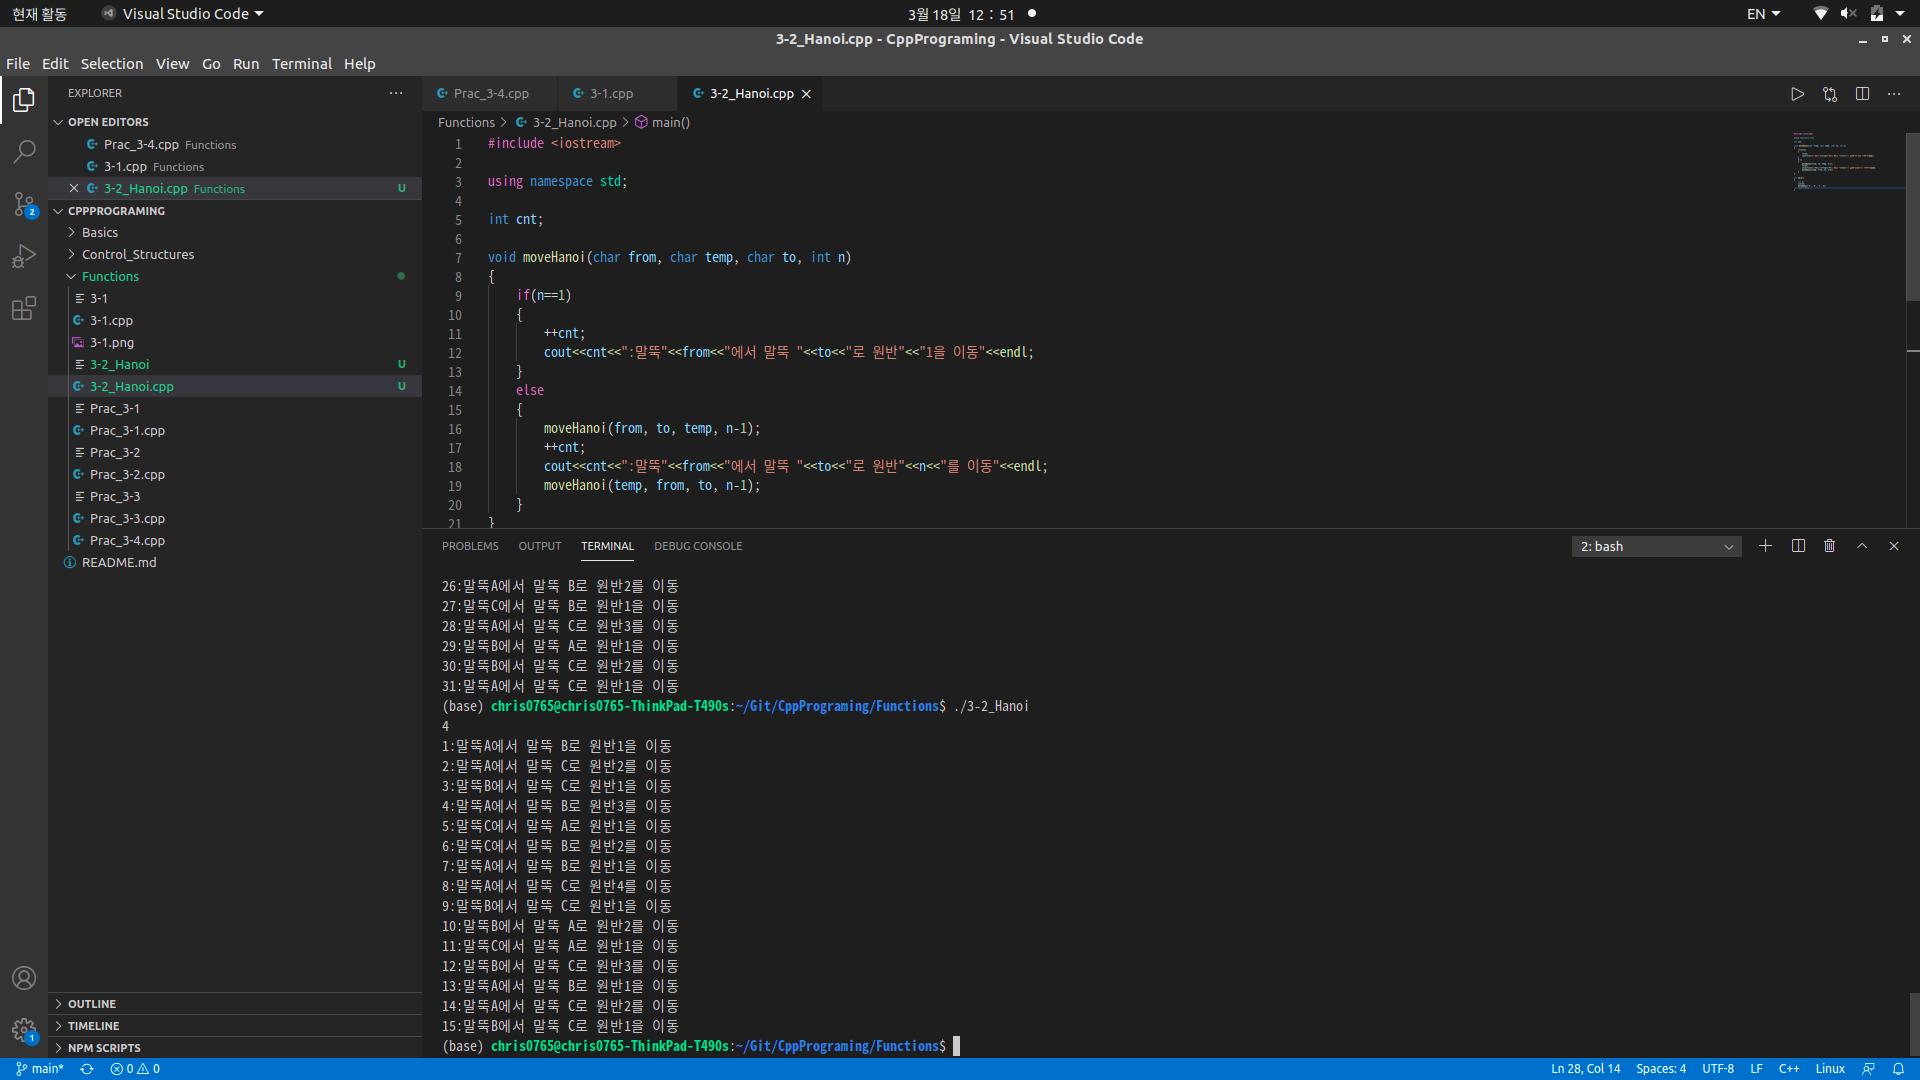 현재 활동
Visual Studio Code
3월 18일 12 : 51
EN
3-2_Hanoi.cpp - CppPrograming - Visual Studio Code
File Edit Selection View Go Run Terminal Help
EXPLORER
OPEN EDITORS
Prac_3-4.cpp Functions
3-1.cpp Functions
3-2_Hanoi.cpp Functions U
CPPPROGRAMING
Basics
Control_Structures
Functions
3-1
3-1.cpp
3-1.png
3-2_Hanoi U
3-2_Hanoi.cpp U
Prac_3-1
Prac_3-1.cpp
Prac_3-2
Prac_3-2.cpp
Prac_3-3
Prac_3-3.cpp
Prac_3-4.cpp
README.md
OUTLINE
TIMELINE
NPM SCRIPTS
2
1
Prac_3-4.cpp 3-1.cpp 3-2_Hanoi.cpp
Functions > 3-2_Hanoi.cpp > main()
1 #include <iostream>
2
3 using namespace std;
4
5 int cnt;
6
7 void moveHanoi(char from, char temp, char to, int n)
8 {
9 if(n==1)
10 {
11 ++cnt;
12 cout<<cnt<<":말뚝"<<from<<"에서 말뚝 "<<to<<"로 원반"<<"1을 이동"<<endl;
13 }
14 else
15 {
16 moveHanoi(from, to, temp, n-1);
17 ++cnt;
18 cout<<cnt<<":말뚝"<<from<<"에서 말뚝 "<<to<<"로 원반"<<n<<"를 이동"<<endl;
19 moveHanoi(temp, from, to, n-1);
20 }
21 }
PROBLEMS OUTPUT TERMINAL DEBUG CONSOLE
2: bash
26:말뚝A에서 말뚝 B로 원반2를 이동
27:말뚝C에서 말뚝 B로 원반1을 이동
28:말뚝A에서 말뚝 C로 원반3를 이동
29:말뚝B에서 말뚝 A로 원반1을 이동
30:말뚝B에서 말뚝 C로 원반2를 이동
31:말뚝A에서 말뚝 C로 원반1을 이동
(base) chris0765@chris0765-ThinkPad-T490s:~/Git/CppPrograming/Functions$ ./3-2_Hanoi
4
1:말뚝A에서 말뚝 B로 원반1을 이동
2:말뚝A에서 말뚝 C로 원반2를 이동
3:말뚝B에서 말뚝 C로 원반1을 이동
4:말뚝A에서 말뚝 B로 원반3를 이동
5:말뚝C에서 말뚝 A로 원반1을 이동
6:말뚝C에서 말뚝 B로 원반2를 이동
7:말뚝A에서 말뚝 B로 원반1을 이동
8:말뚝A에서 말뚝 C로 원반4를 이동
9:말뚝B에서 말뚝 C로 원반1을 이동
10:말뚝B에서 말뚝 A로 원반2를 이동
11:말뚝C에서 말뚝 A로 원반1을 이동
12:말뚝B에서 말뚝 C로 원반3를 이동
13:말뚝A에서 말뚝 B로 원반1을 이동
14:말뚝A에서 말뚝 C로 원반2를 이동
15:말뚝B에서 말뚝 C로 원반1을 이동
(base) chris0765@chris0765-ThinkPad-T490s:~/Git/CppPrograming/Functions$
main* 0 0
Ln 28, Col 14 Spaces: 4 UTF-8 LF C++ Linux